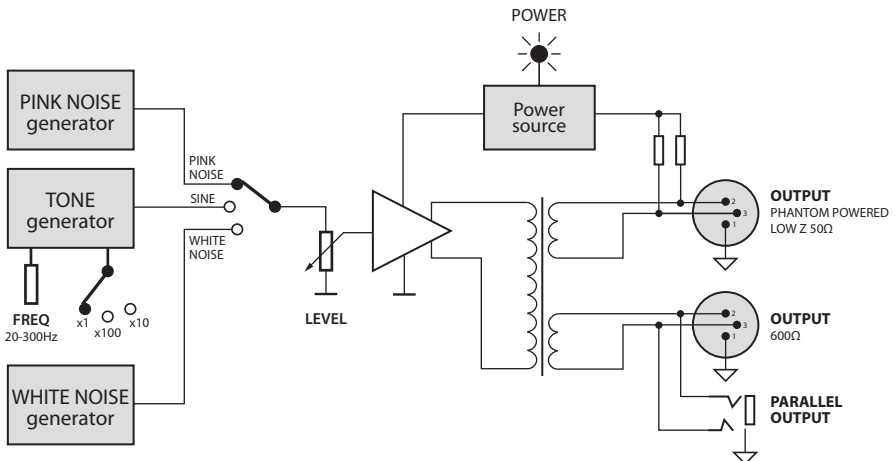 POWER
PINK NOISE
generator
Power
source
PINK
NOISE
TONE
generator
SINE
WHITE
NOISE
2
3
1
OUTPUT
PHANTOM POWERED
LOW Z 50Ω
FREQ
20-300Hz
x1
x100
x10
LEVEL
2
3
1
OUTPUT
600Ω
WHITE NOISE
generator
PARALLEL
OUTPUT